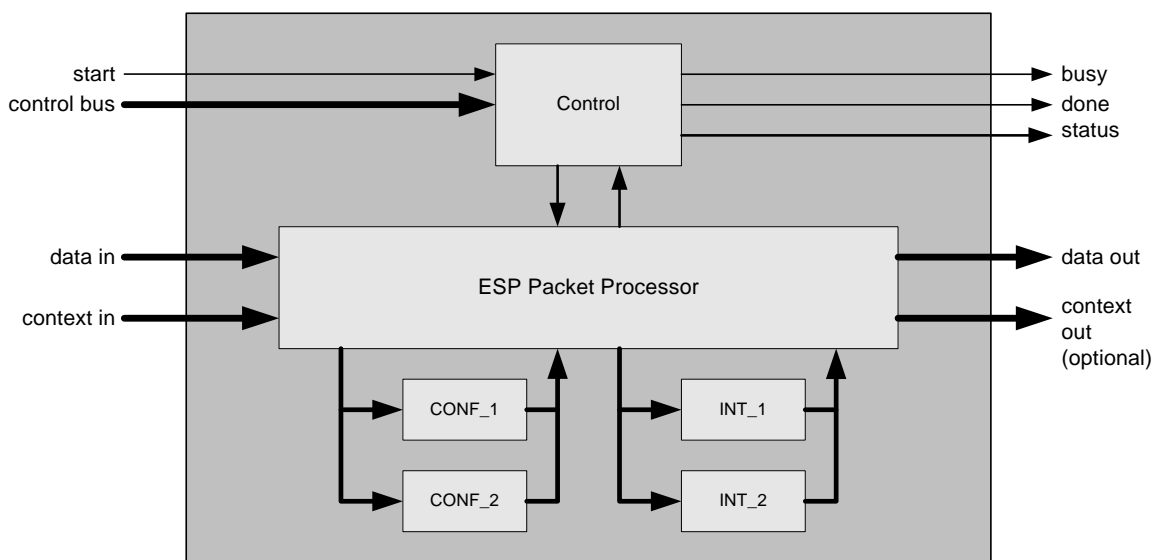 start
control bus
Control
busy
done
status
data in
context in
ESP Packet Processor
data out
context
out
(optional)
CONF_1
INT_1
CONF_2
INT_2